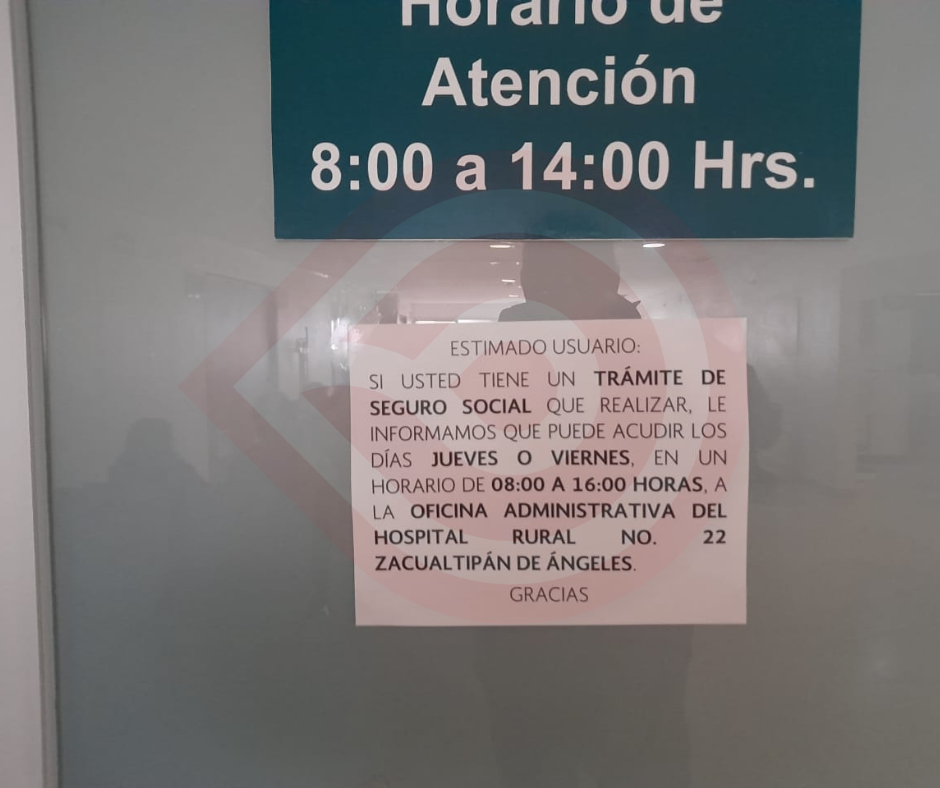 Horario de
Atención
8:00 a 14:00 Hrs.
ESTIMADO USUARIO:
SI USTED TIENE UN TRÁMITE DE
SEGURO SOCIAL QUE REALIZAR, LE
INFORMAMOS QUE PUEDE ACUDIR LOS
DÍAS JUEVES O VIERNES, EN UN
HORARIO DE 08:00 A 16:00 HORAS, A
LA OFICINA ADMINISTRATIVA DEL
HOSPITAL RURAL NO. 22
ZACUALTIPÁN DE ÁNGELES.
GRACIAS